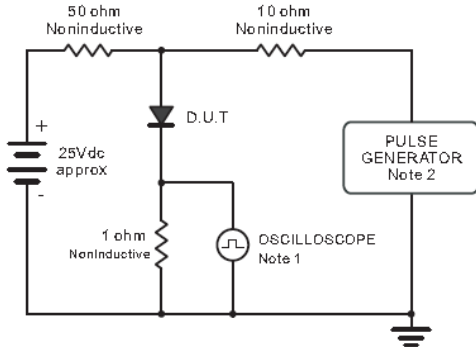 50 ohm
Noninductive
10 ohm
Noninductive
D.U.T
+
25Vdc
approx
-
PULSE
GENERATOR
Note 2
1 ohm
NonInductive
OSCILLOSCOPE
Note 1